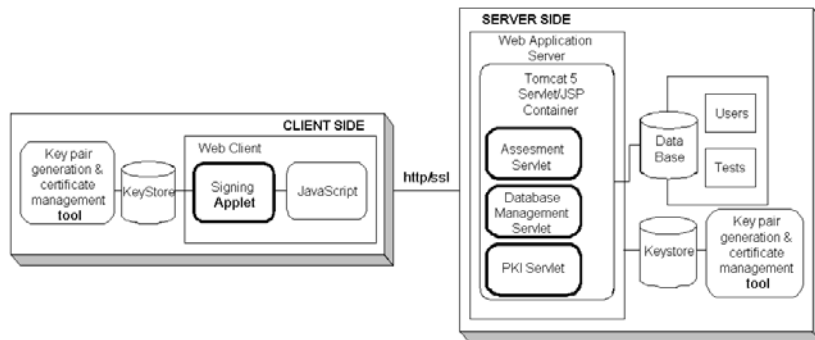 CLIENT SIDE
Key pair
generation &
certificate
management
tool
KeyStore
Web Client
Signing
Applet
JavaScript
http/ssl
SERVER SIDE
Web Application
Server
Tomcat 5
Servlet/JSP
Container
Assesment
Servlet
Database
Management
Servlet
PKI Servlet
Data
Base
Users
Tests
Keystore
Key pair
generation &
certificate
management
tool